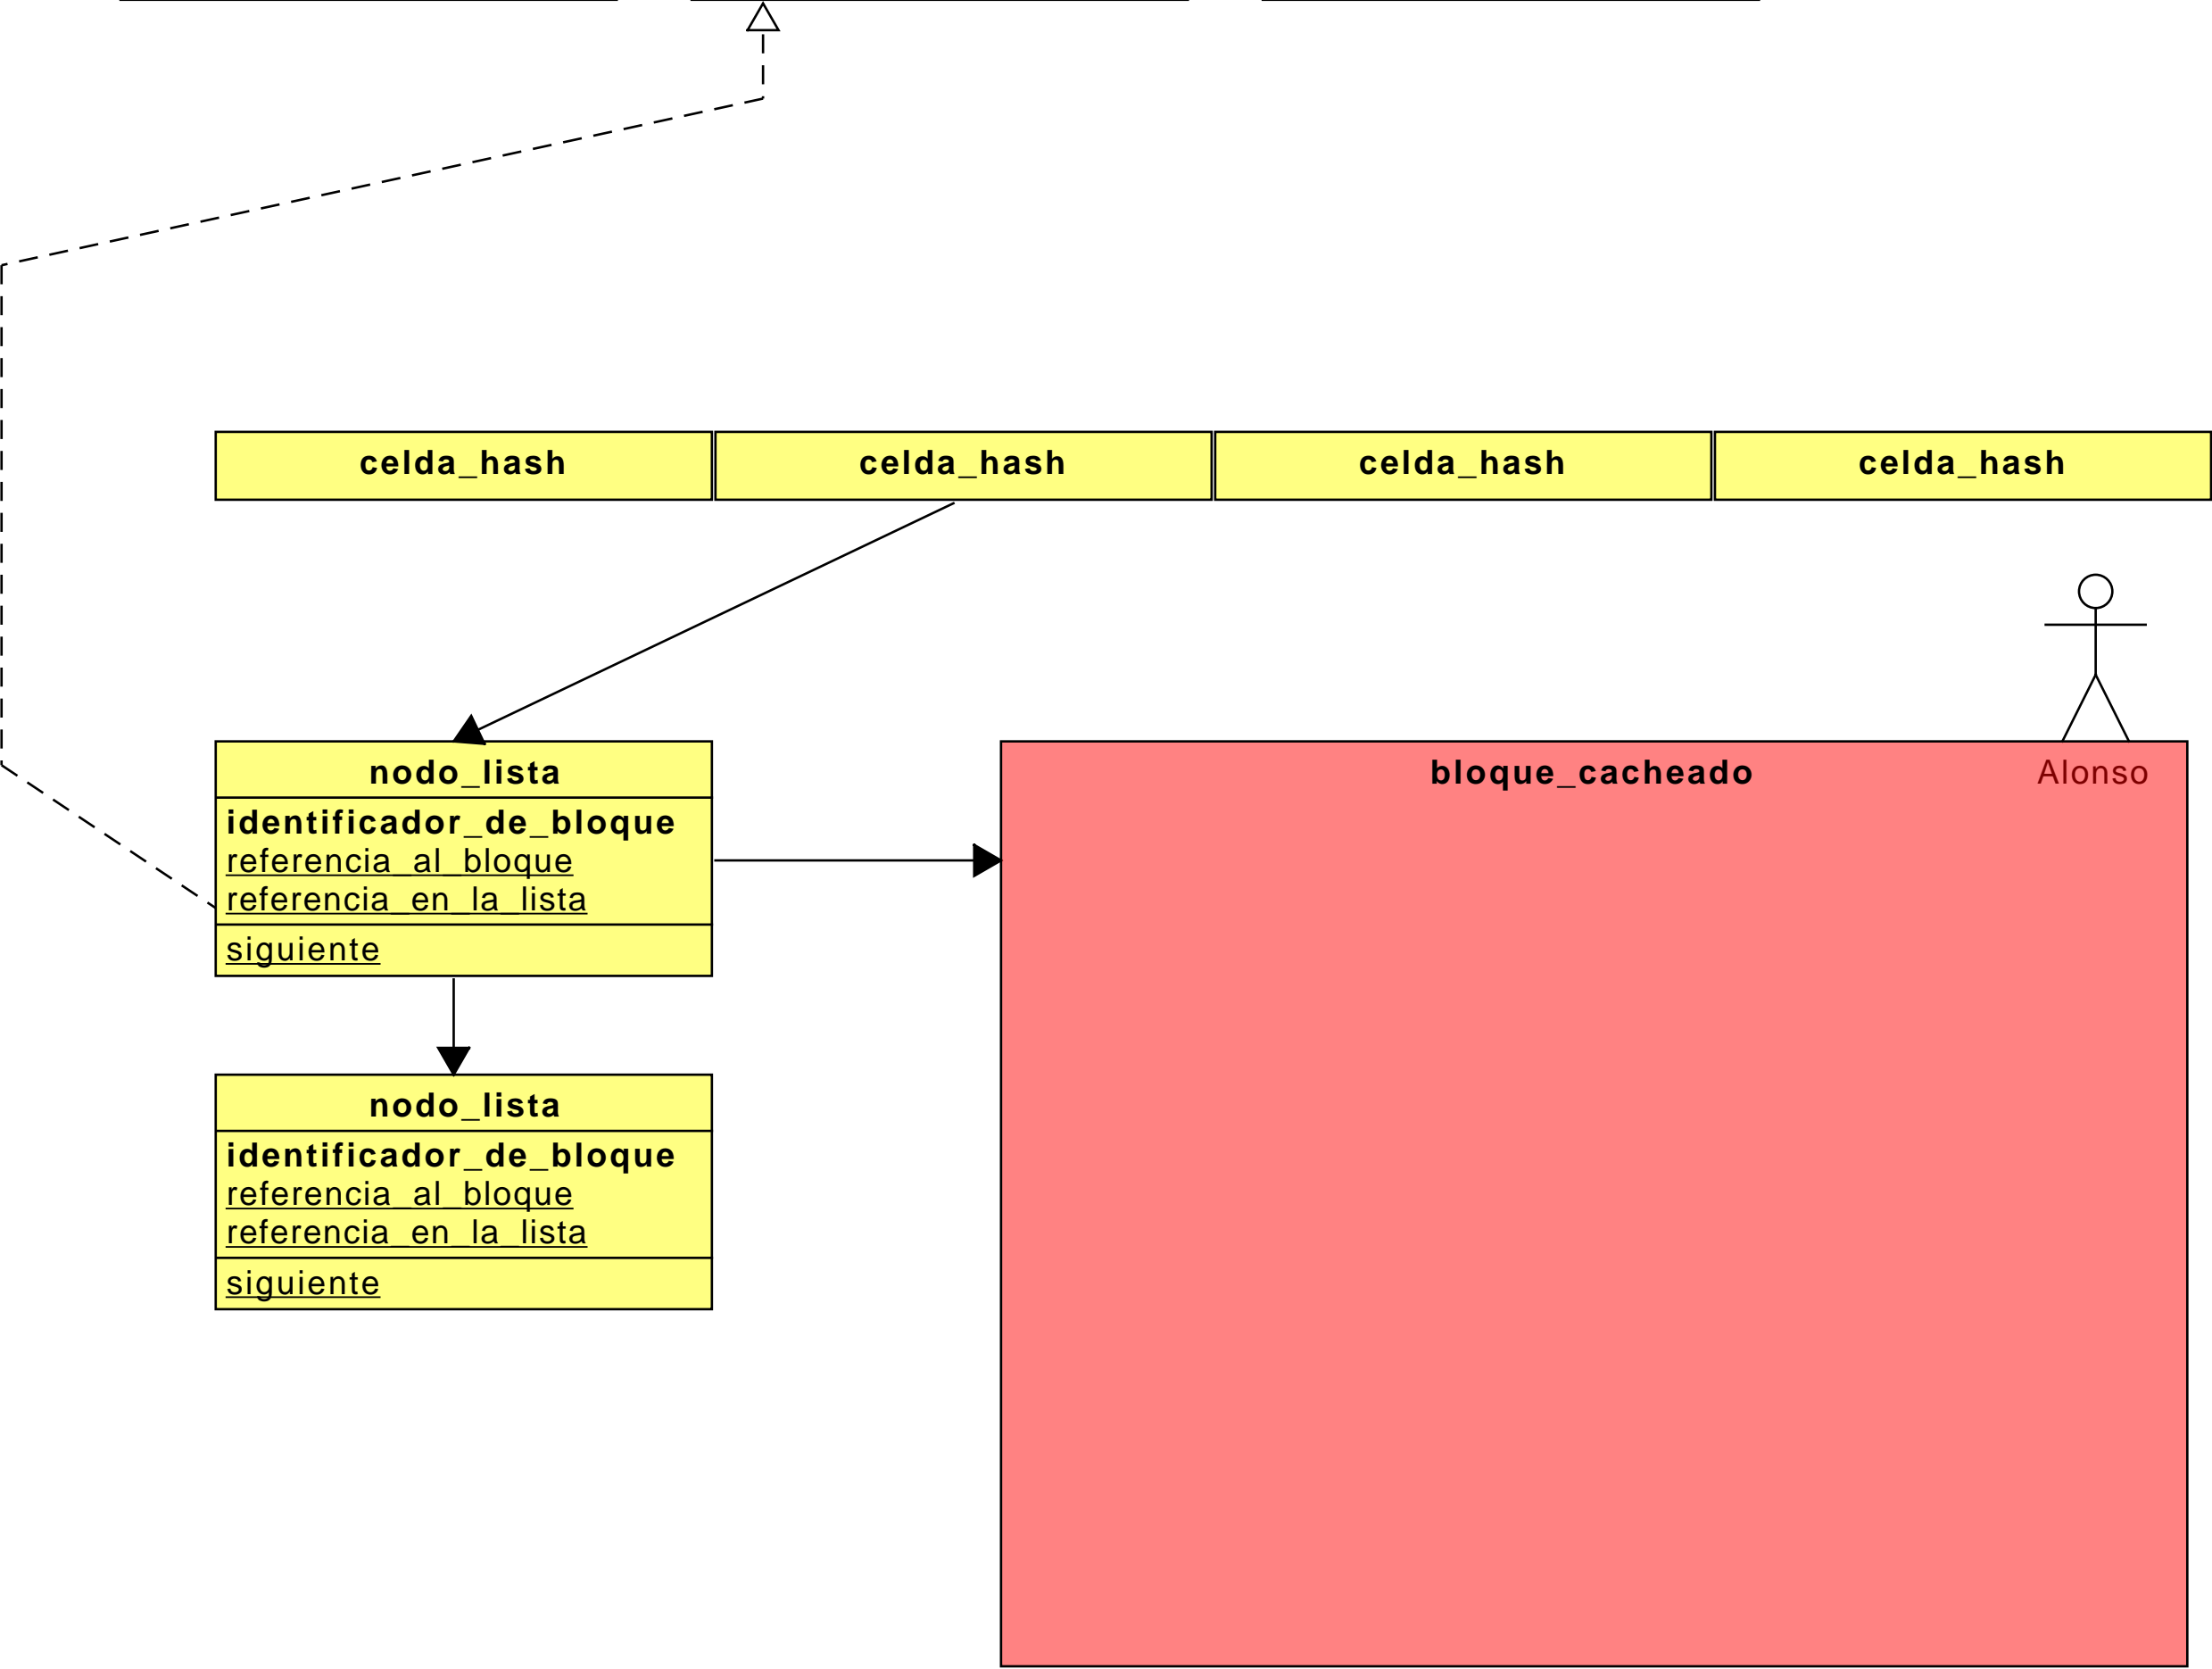 celda_hash celda_hash celda_hash celda_hash
nodo_lista
identificador_de_bloque
referencia_al_bloque
referencia_en_la_lista
siguiente
bloque_cacheado
Alonso
nodo_lista
identificador_de_bloque
referencia_al_bloque
referencia_en_la_lista
siguiente